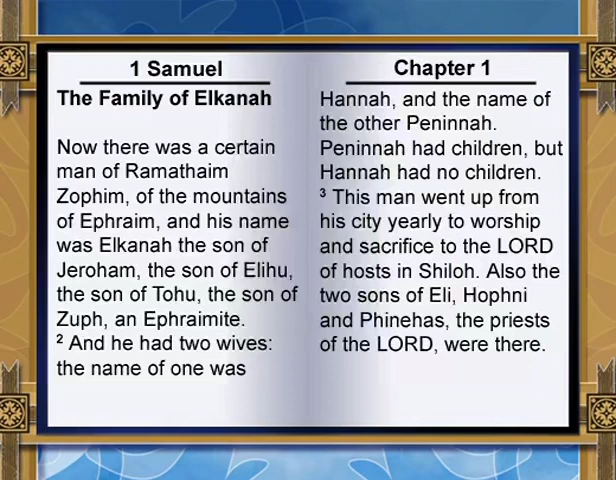 1 Samuel
The Family of Elkanah
Now there was a certain
man of Ramathaim
Zophim, of the mountains
of Ephraim, and his name
was Elkanah the son of
Jeroham, the son of Elihu,
the son of Tohu, the son of
Zuph, an Ephraimite.
² And he had two wives:
the name of one was
Chapter 1
Hannah, and the name of
the other Peninnah.
Peninnah had children, but
Hannah had no children.
³ This man went up from
his city yearly to worship
and sacrifice to the LORD
of hosts in Shiloh. Also the
two sons of Eli, Hophni
and Phinehas, the priests
of the LORD, were there.